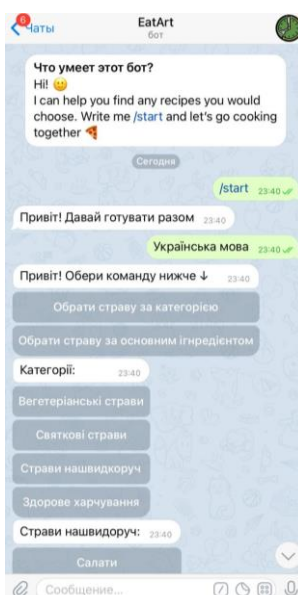 6
Чаты
EatArt
бот
Что умеет этот бот?
Hi! 🙂
I can help you find any recipes you would
choose. Write me /start and let's go cooking
together 🍕
Сегодня
/start 23:40
Привіт! Давай готувати разом 23:40
Українська мова 23:40
Привіт! Обери команду нижче ↓ 23:40
Обрати страву за категорією
Обрати страву за основним ігнредієнтом
Категорії: 23:40
Вегетеріанські страви
Святкові страви
Страви нашвидкоруч
Здорове харчування
Страви нашвидоруч: 23:40
Салати
Сообщение...